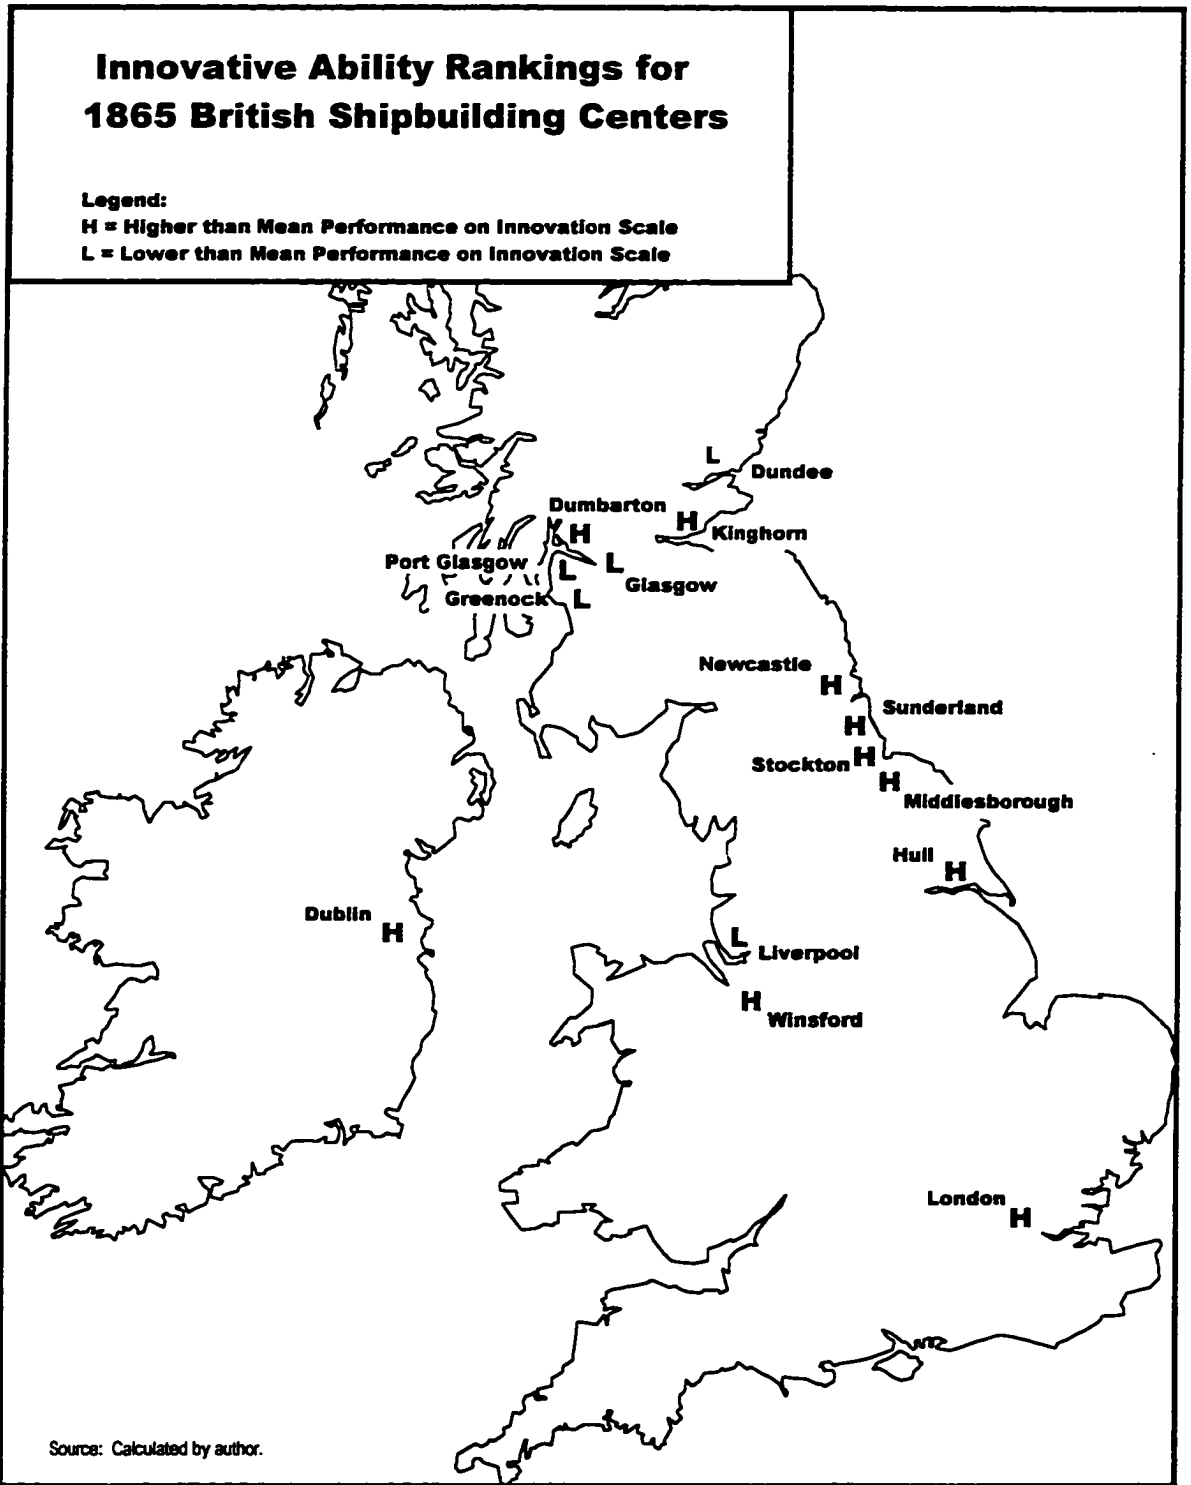 Innovative Ability Rankings for
1865 British Shipbuilding Centers
Legend:
H = Higher than Mean Performance on Innovation Scale
L = Lower than Mean Performance on Innovation Scale
L
Dundee
Dumbarton
H
H
Kinghorn
Port Glasgow
L
L
Glasgow
Greenock
L
Newcastle
H
Sunderland
H
Stockton H
H
Middlesborough
Hull
H
Dublin
H
L
Liverpool
H
Winsford
London
H
Source: Calculated by author.